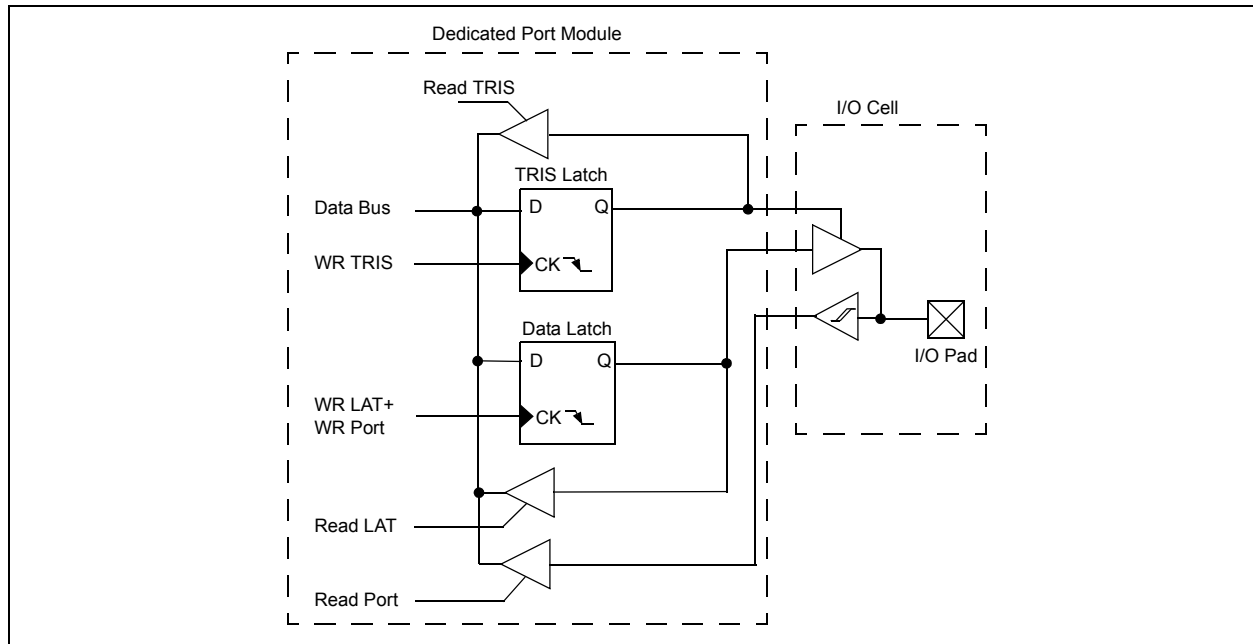 Dedicated Port Module
Read TRIS
I/O Cell
TRIS Latch
Data Bus
D
Q
WR TRIS
CK
Data Latch
D
Q
I/O Pad
WR LAT+
WR Port
CK
Read LAT
Read Port